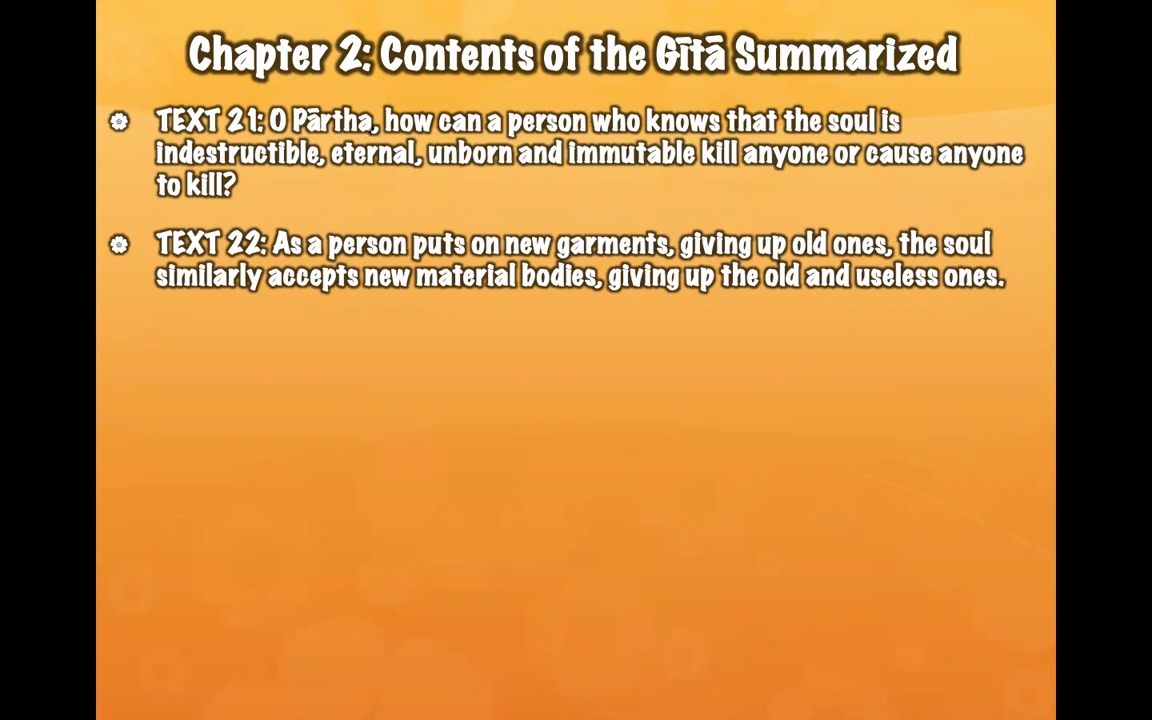 Chapter 2: Contents of the Gītā Summarized
TEXT 21: O Pārtha, how can a person who knows that the soul is
indestructible, eternal, unborn and immutable kill anyone or cause anyone
to kill?
TEXT 22: As a person puts on new garments, giving up old ones, the soul
similarly accepts new material bodies, giving up the old and useless ones.